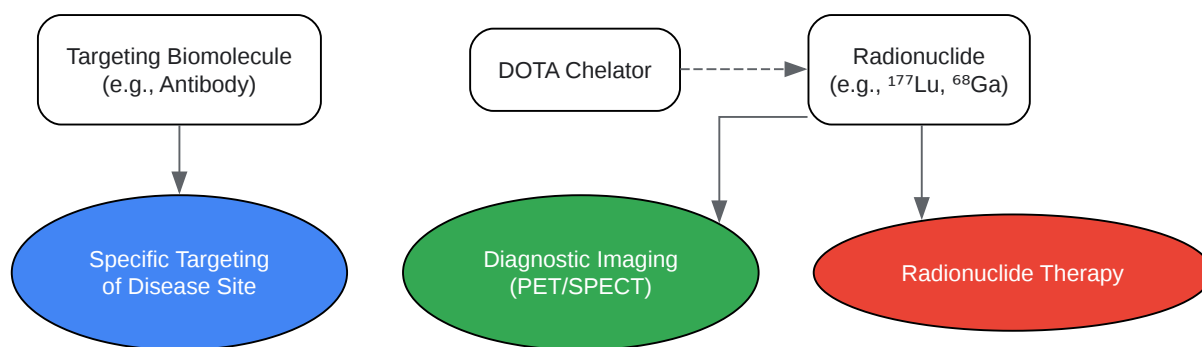 Targeting Biomolecule
(e.g., Antibody)
DOTA Chelator
Radionuclide
(e.g., ¹⁷⁷Lu, ⁶⁸Ga)
Specific Targeting
of Disease Site
Diagnostic Imaging
(PET/SPECT)
Radionuclide Therapy